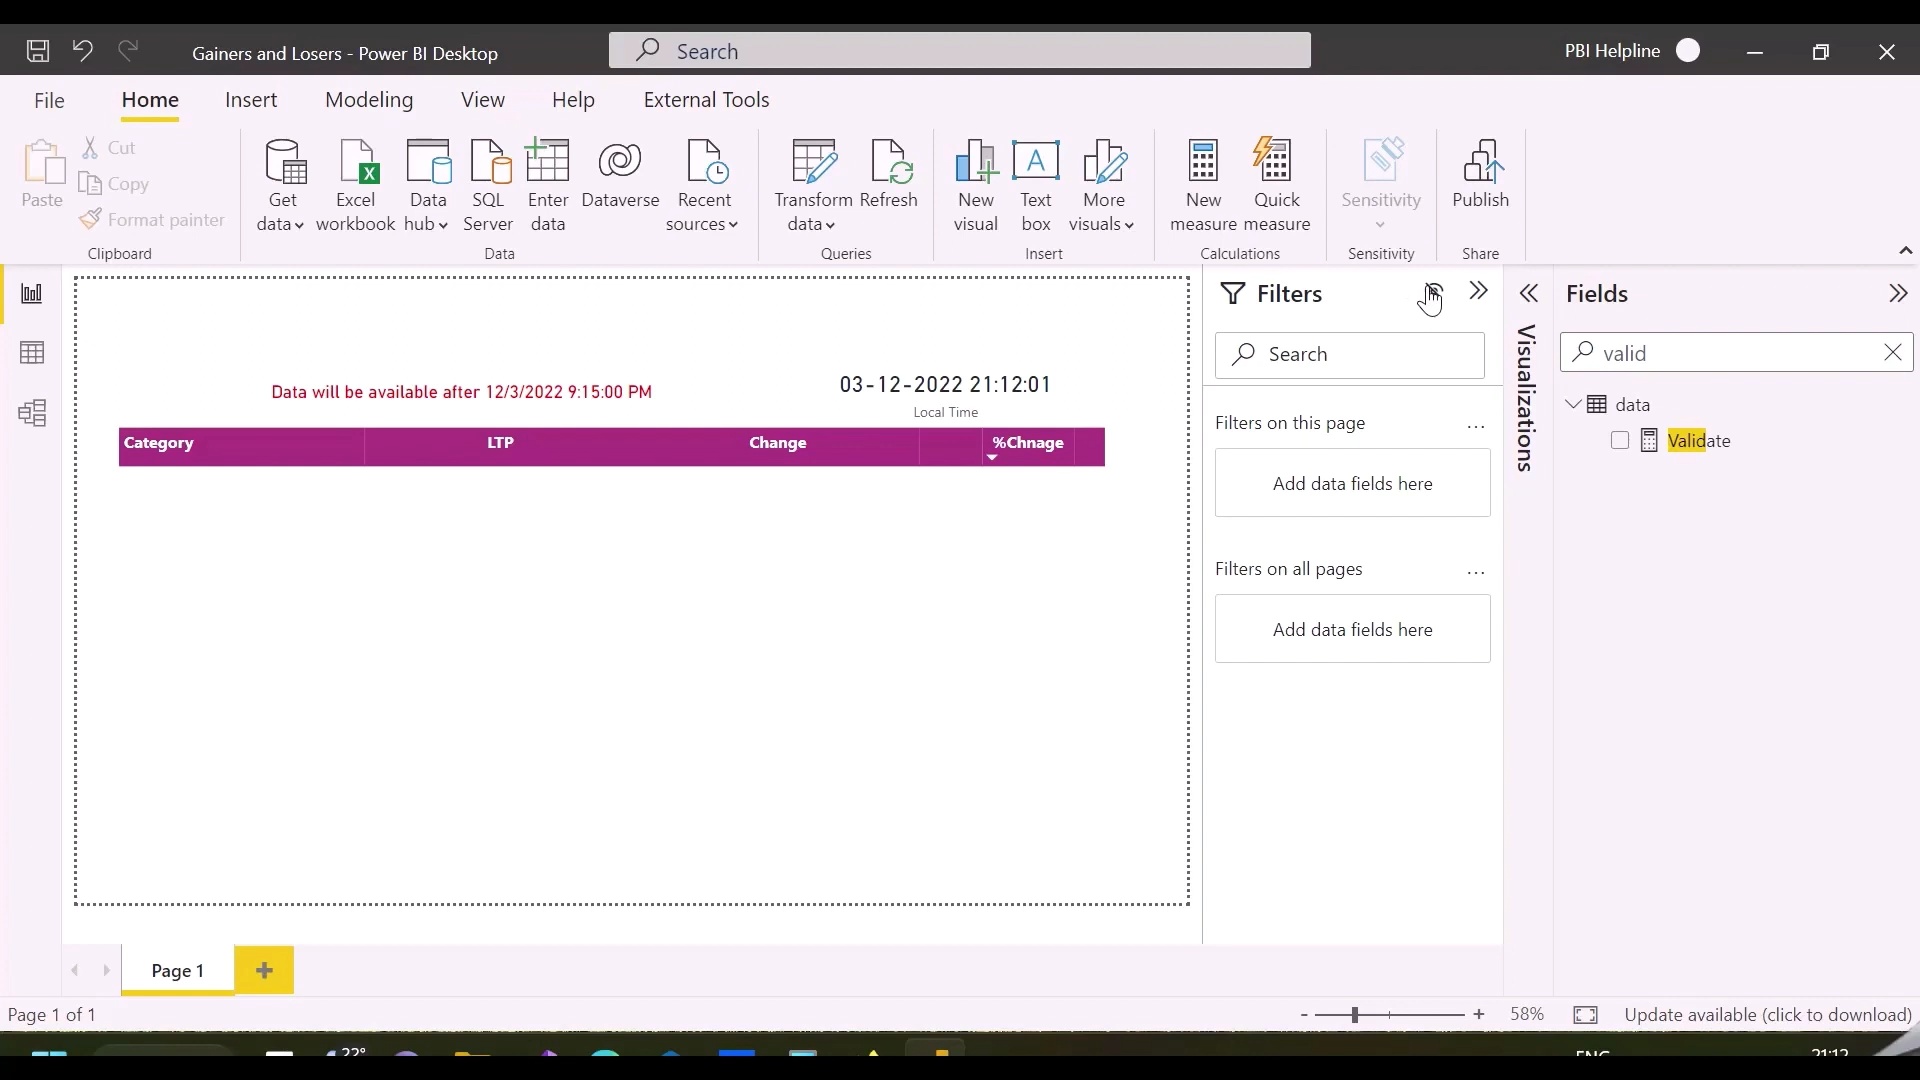 Gainers and Losers - Power BI Desktop
Search
PBI Helpline
File
Home
Insert
Modeling
View
Help
External Tools
Paste
Cut
Copy
Format painter
Clipboard
Get data
Excel workbook
Data hub
SQL Server
Enter data
Dataverse
Recent sources
Data
Transform data
Refresh
Queries
New visual
Text box
More visuals
Insert
New measure
Quick measure
Calculations
Sensitivity
Sensitivity
Publish
Share
Data will be available after 12/3/2022 9:15:00 PM
03-12-2022 21:12:01
Local Time
Category LTP Change %Chnage
Filters
Search
Filters on this page
...
Add data fields here
Filters on all pages
...
Add data fields here
Visualizations
Fields
valid
data
Validate
Page 1
Page 1 of 1
- + 58%
Update available (click to download)
22°
ENG
21:12